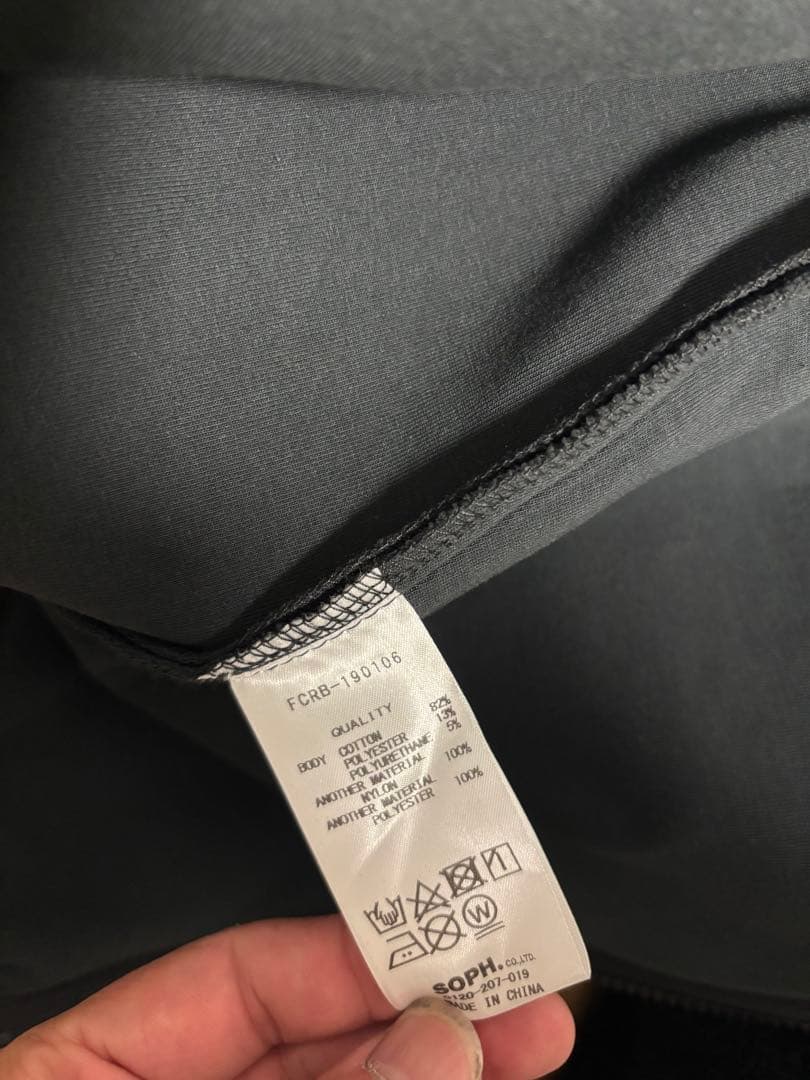 FCRB-190106
QUALITY
BODY COTTON 82%
POLYESTER 13%
POLYURETHANE 5%
ANOTHER MATERIAL
NYLON 100%
ANOTHER MATERIAL
POLYESTER 100%
W
SOPH. CO.,LTD.
0120-207-019
MADE IN CHINA